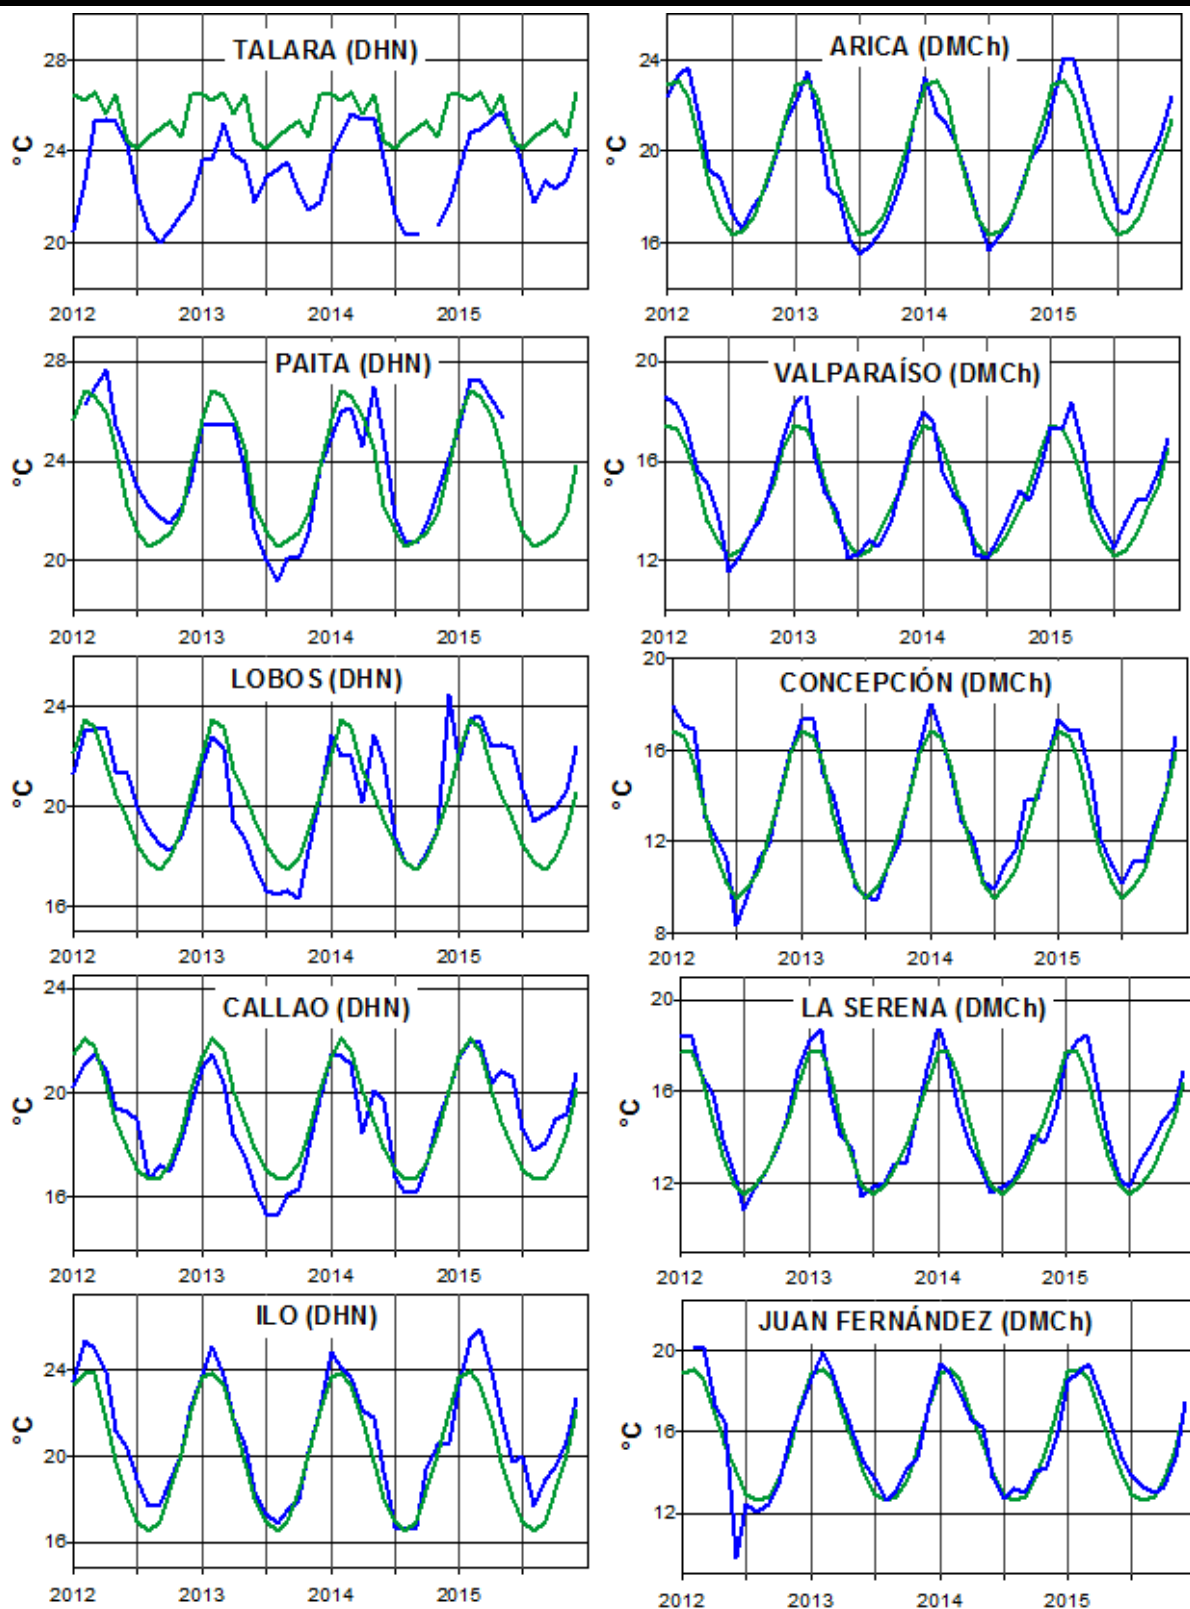 TALARA (DHN)
28
24
20
°C
2012 2013 2014 2015
ARICA (DMCh)
24
20
16
°C
2012 2013 2014 2015
PAITA (DHN)
28
24
20
°C
2012 2013 2014 2015
VALPARAÍSO (DMCh)
20
16
12
°C
2012 2013 2014 2015
LOBOS (DHN)
24
20
16
°C
2012 2013 2014 2015
CONCEPCIÓN (DMCh)
20
16
12
8
°C
2012 2013 2014 2015
CALLAO (DHN)
24
20
16
°C
2012 2013 2014 2015
LA SERENA (DMCh)
20
16
12
°C
2012 2013 2014 2015
ILO (DHN)
24
20
16
°C
2012 2013 2014 2015
JUAN FERNÁNDEZ (DMCh)
20
16
12
°C
2012 2013 2014 2015